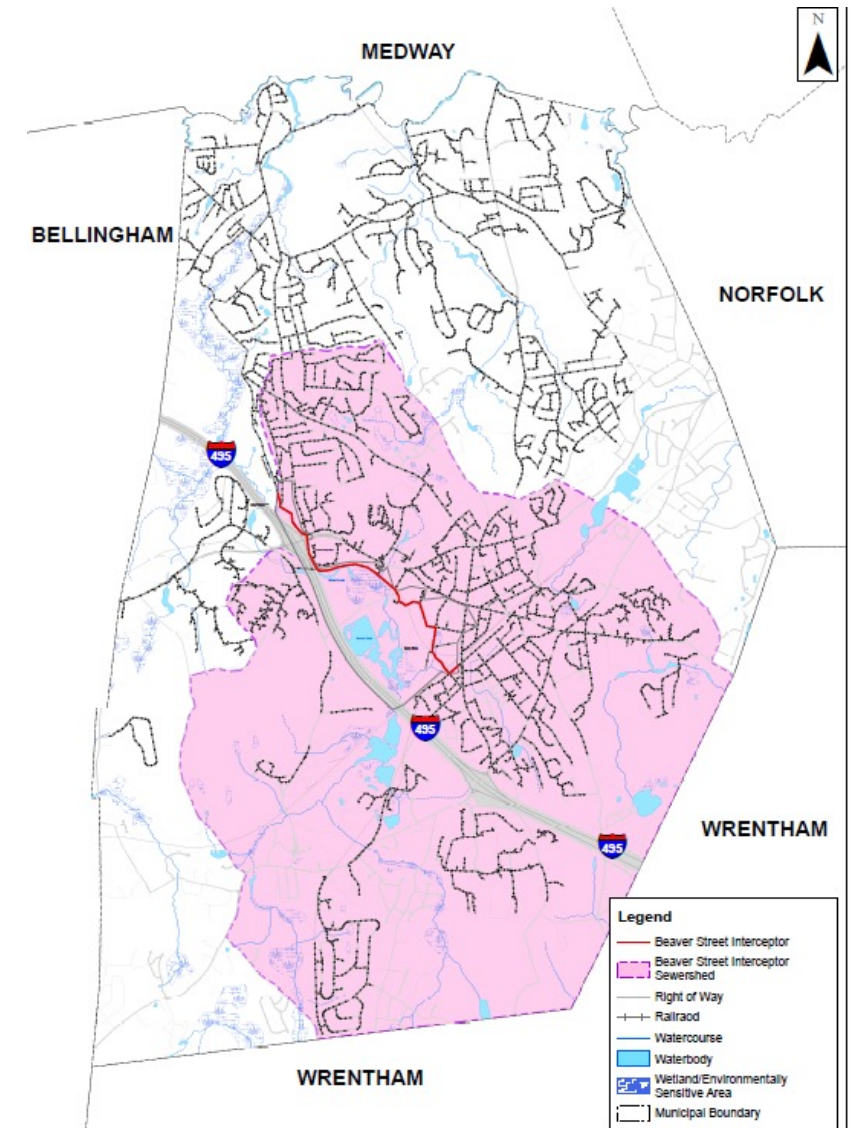 N
MEDWAY
BELLINGHAM
NORFOLK
495
495
WRENTHAM
495
Legend
Beaver Street Interceptor
Beaver Street Interceptor
Sewershed
Right of Way
Railraod
Watercourse
Waterbody
Wetland/Environmentally
Sensitive Area
Municipal Boundary
WRENTHAM